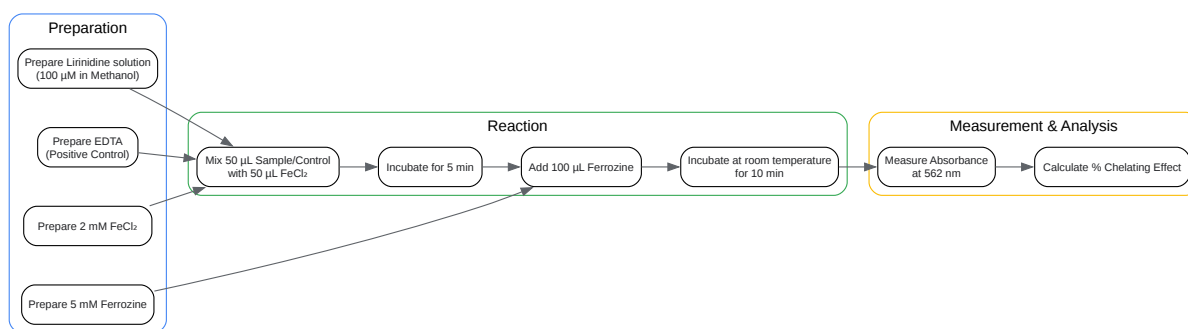 Preparation
Prepare Lirinidine solution
(100 µM in Methanol)
Prepare EDTA
(Positive Control)
Prepare 2 mM FeCl₂
Prepare 5 mM Ferrozine
Reaction
Mix 50 µL Sample/Control
with 50 µL FeCl₂
Incubate for 5 min
Add 100 µL Ferrozine
Incubate at room temperature
for 10 min
Measurement & Analysis
Measure Absorbance
at 562 nm
Calculate % Chelating Effect